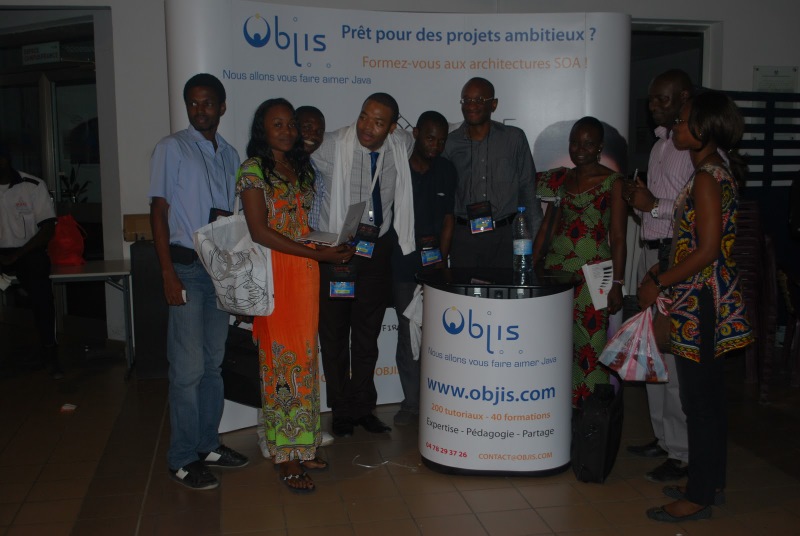 Objis
Prêt pour des projets ambitieux ?
Formez-vous aux architectures SOA !
Nous allons vous faire aimer Java
Objis
Nous allons vous faire aimer Java
www.objis.com
200 tutoriaux - 40 formations
Expertise - Pédagogie - Partage
04 78 29 37 26 CONTACT@OBJIS.COM